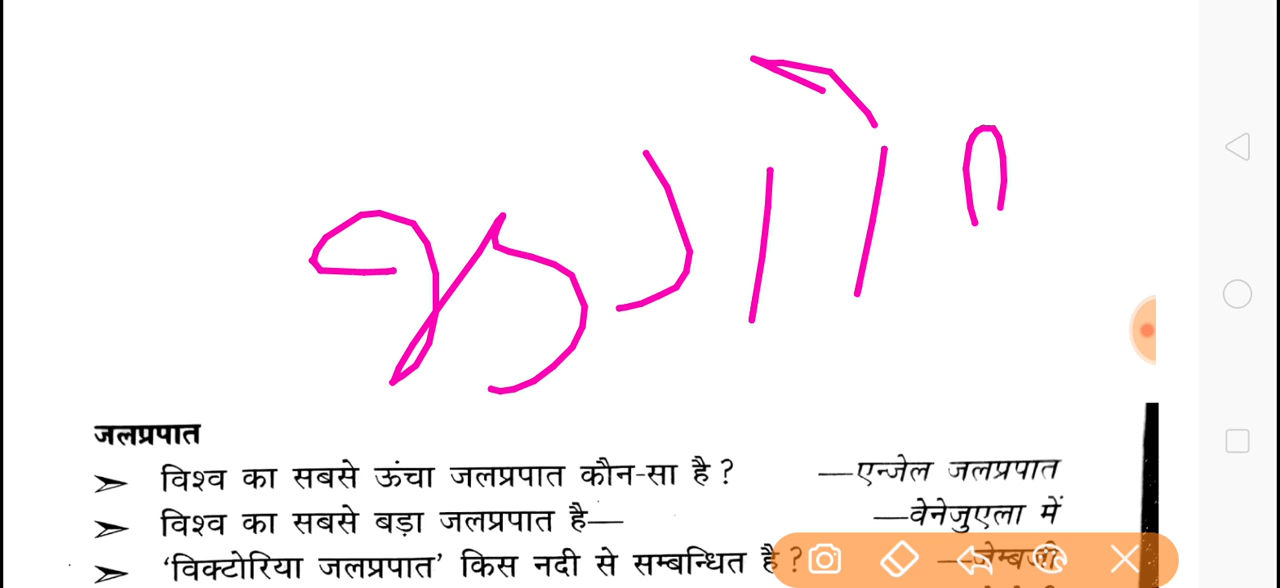 जलप्रपात
➢ विश्व का सबसे ऊंचा जलप्रपात कौन-सा है ? —एन्जेल जलप्रपात
➢ विश्व का सबसे बड़ा जलप्रपात है— —वेनेजुएला में
➢ 'विक्टोरिया जलप्रपात' किस नदी से सम्बन्धित है ?